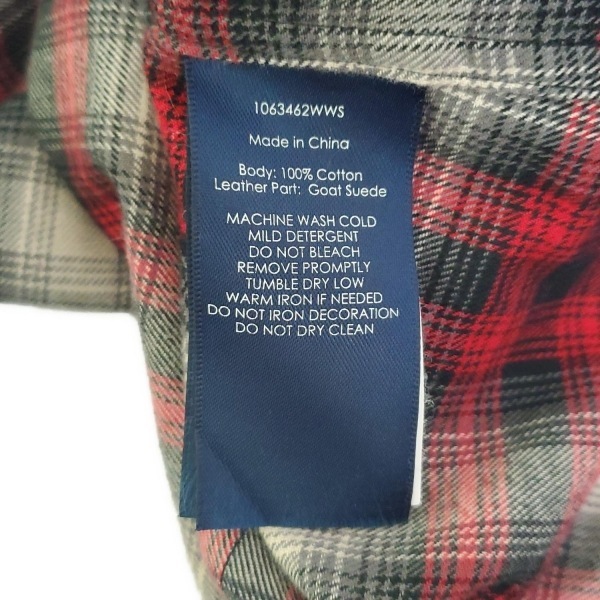 1063462WWS
Made in China
Body: 100% Cotton
Leather Part: Goat Suede
MACHINE WASH COLD
MILD DETERGENT
DO NOT BLEACH
REMOVE PROMPTLY
TUMBLE DRY LOW
WARM IRON IF NEEDED
DO NOT IRON DECORATION
DO NOT DRY CLEAN